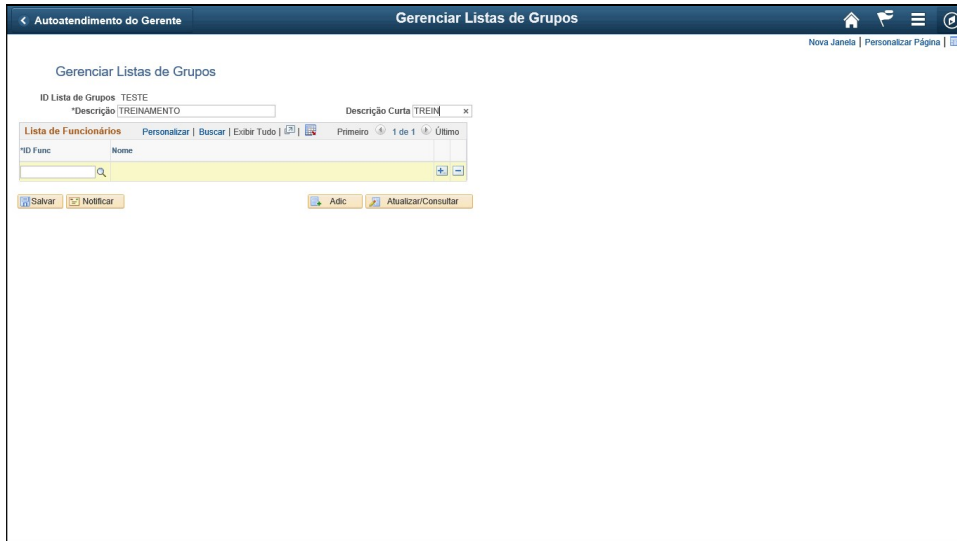 Autoatendimento do Gerente
Gerenciar Listas de Grupos
Nova Janela | Personalizar Página |
Gerenciar Listas de Grupos
ID Lista de Grupos TESTE
*Descrição TREINAMENTO Descrição Curta TREIN x
Lista de Funcionários Personalizar | Buscar | Exibir Tudo | | Primeiro 1 de 1 Último
*ID Func Nome
Salvar Notificar Adic Atualizar/Consultar